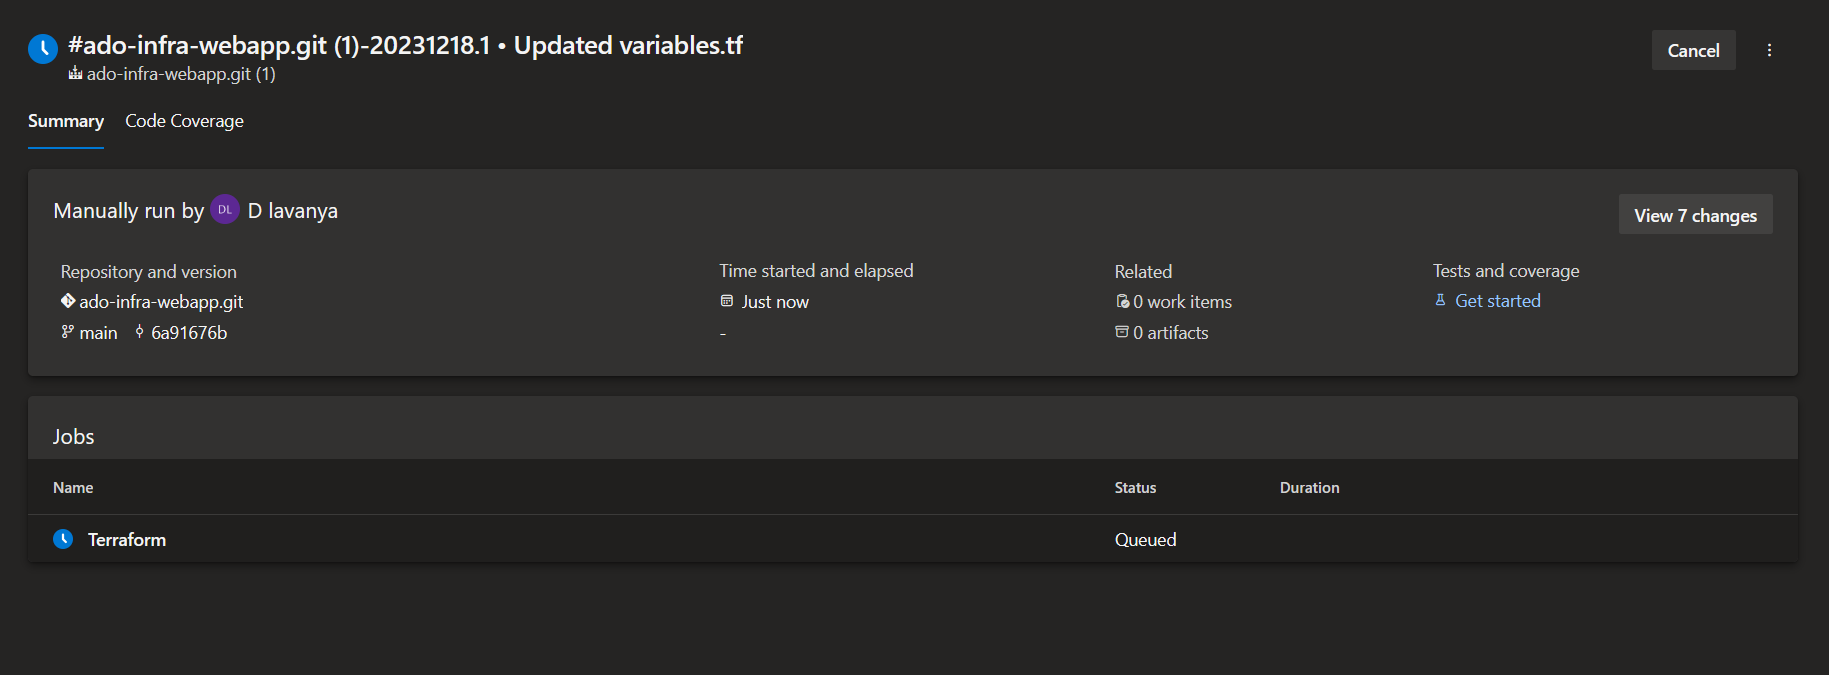 #ado-infra-webapp.git (1)-20231218.1 • Updated variables.tf
Cancel
ado-infra-webapp.git (1)
Summary
Code Coverage
Manually run by DL D lavanya
View 7 changes
Repository and version
ado-infra-webapp.git
main 6a91676b
Time started and elapsed
Just now
-
Related
0 work items
0 artifacts
Tests and coverage
Get started
Jobs
Name Status Duration
Terraform Queued